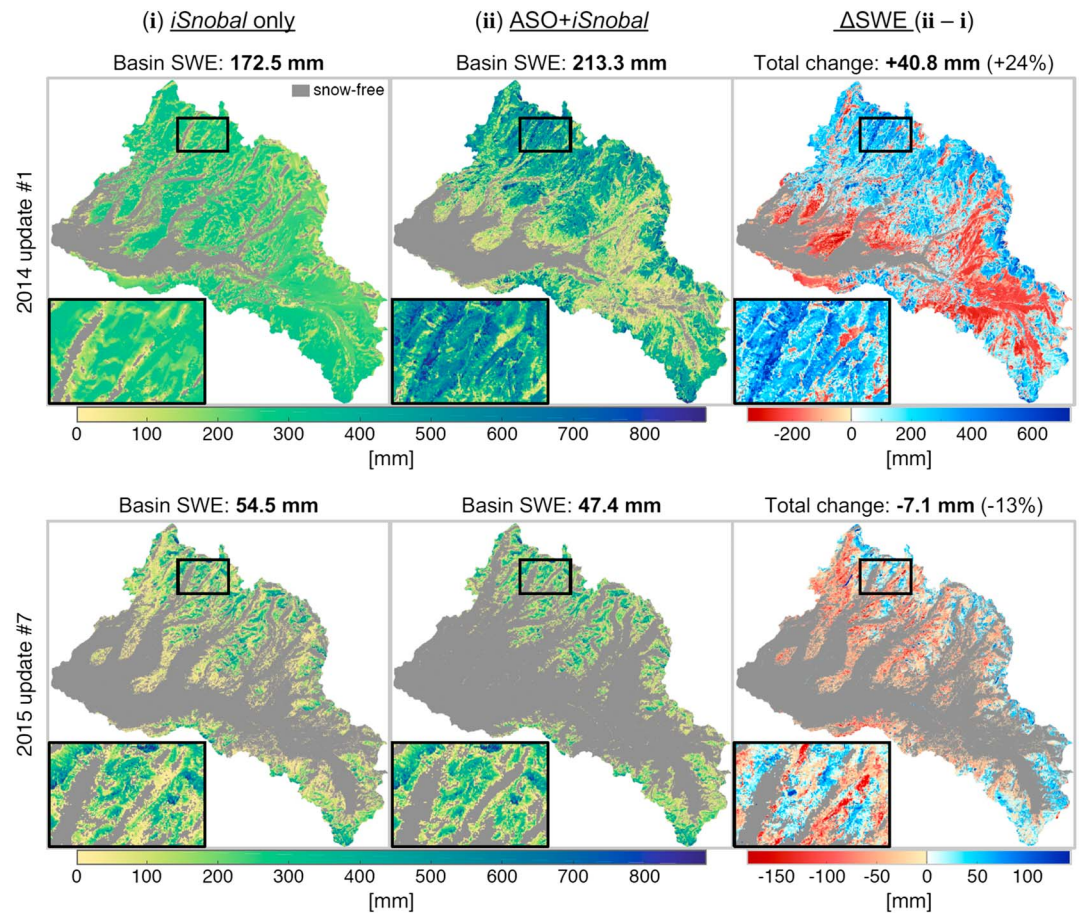 (i) iSnobal only
(ii) ASO+iSnobal
ΔSWE (ii – i)
Basin SWE: 172.5 mm
Basin SWE: 213.3 mm
Total change: +40.8 mm (+24%)
snow-free
2014 update #1
0 100 200 300 400 500 600 700 800
[mm]
-200 0 200 400 600
[mm]
Basin SWE: 54.5 mm
Basin SWE: 47.4 mm
Total change: -7.1 mm (-13%)
2015 update #7
0 100 200 300 400 500 600 700 800
[mm]
-150 -100 -50 0 50 100
[mm]